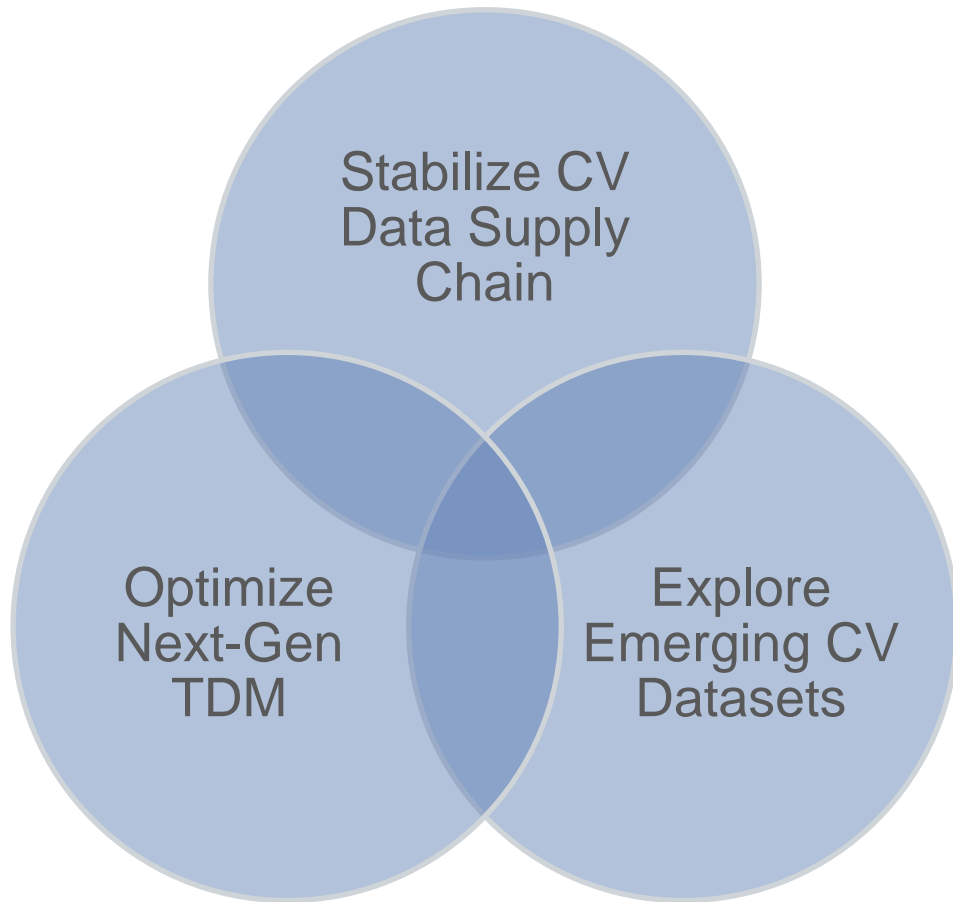 Stabilize CV
Data Supply
Chain
Optimize
Next-Gen
TDM
Explore
Emerging CV
Datasets